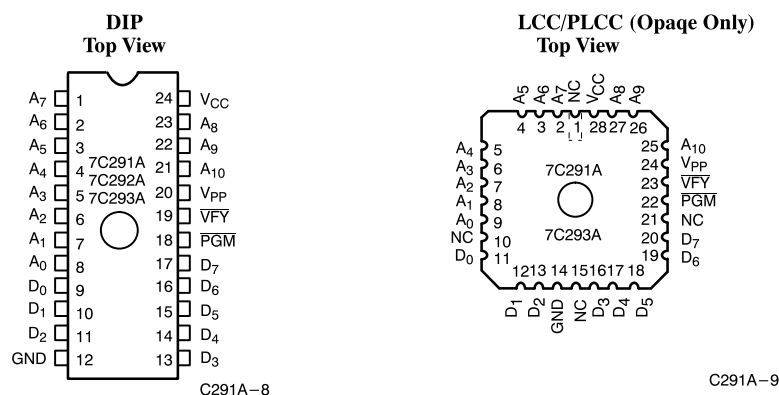 DIP
Top View
A7 1 24 VCC
A6 2 23 A8
A5 3 22 A9
A4 4 21 A10
A3 5 20 VPP
A2 6 19 VFY
A1 7 18 PGM
A0 8 17 D7
D0 9 16 D6
D1 10 15 D5
D2 11 14 D4
GND 12 13 D3
7C291A
7C292A
7C293A
C291A–8
LCC/PLCC (Opaqe Only)
Top View
A5 A6 A7 NC VCC A8 A9
4 3 2 1 28 27 26
A4 5 25 A10
A3 6 24 VPP
A2 7 23 VFY
A1 8 22 PGM
A0 9 21 NC
NC 10 20 D7
D0 11 19 D6
7C291A
7C293A
12 13 14 15 16 17 18
D1 D2 GND NC D3 D4 D5
C291A–9